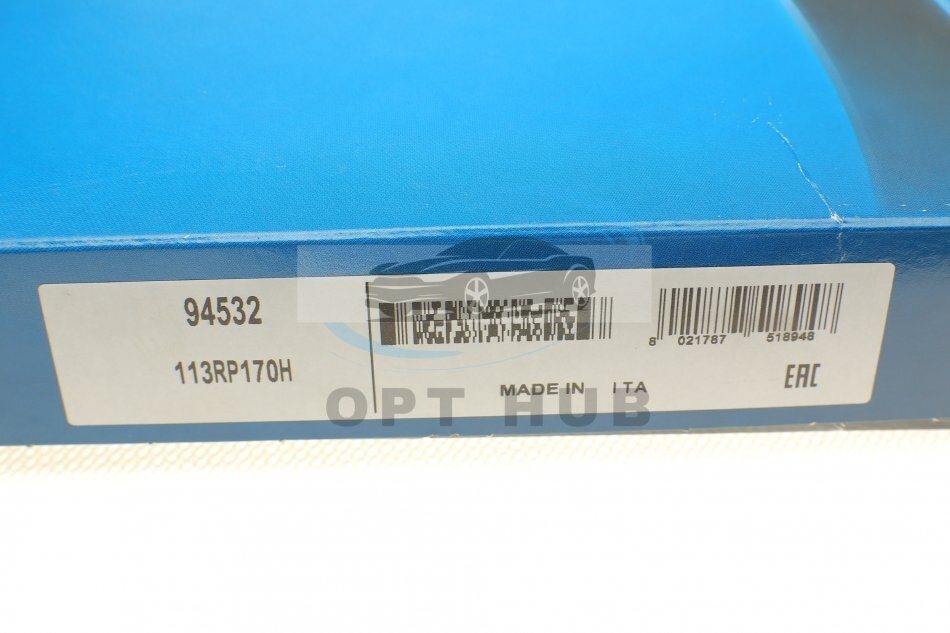 94532
113RP170H
8 021787 518948
MADE IN ITA
EAC
OPT HUB